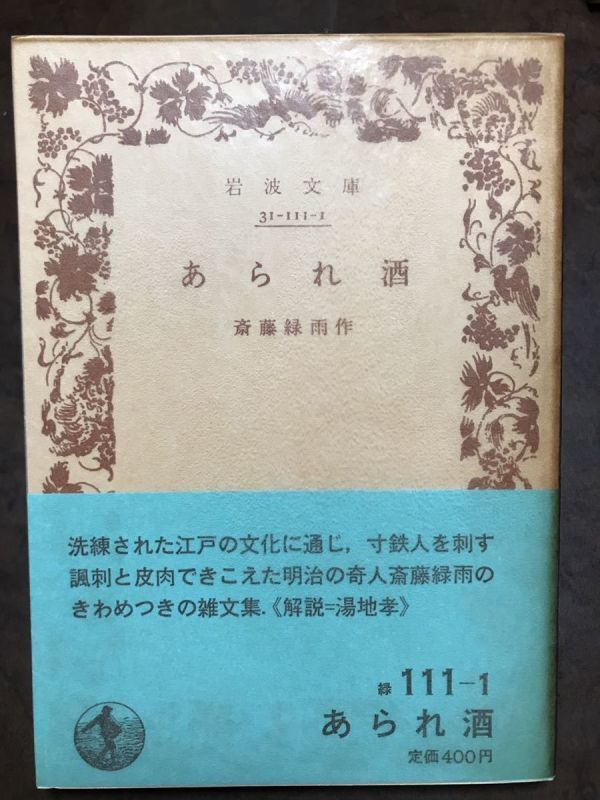 岩波文庫
31-111-1
あられ酒
斎藤緑雨作
洗練された江戸の文化に通じ，寸鉄人を刺す
諷刺と皮肉できこえた明治の奇人斎藤緑雨の
きわめつきの雑文集.《解説=湯地孝》
緑 111-1
あられ酒
定価400円